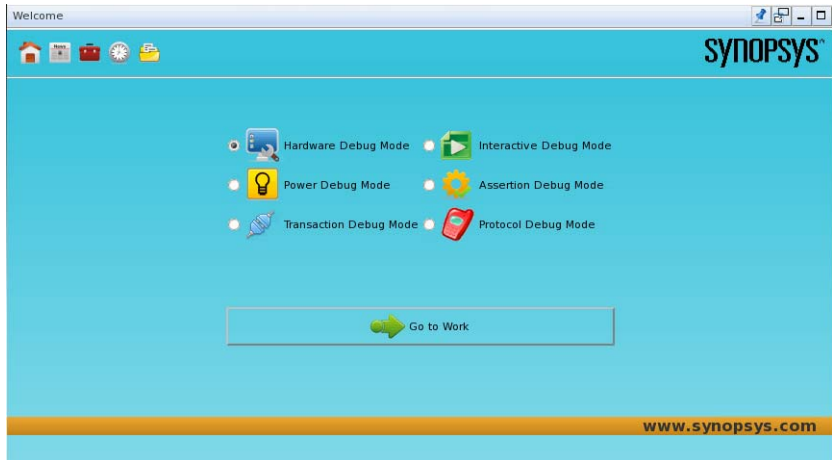 Welcome
News
SYNOPSYS
Hardware Debug Mode
Interactive Debug Mode
Power Debug Mode
Assertion Debug Mode
Transaction Debug Mode
Protocol Debug Mode
Go to Work
www.synopsys.com